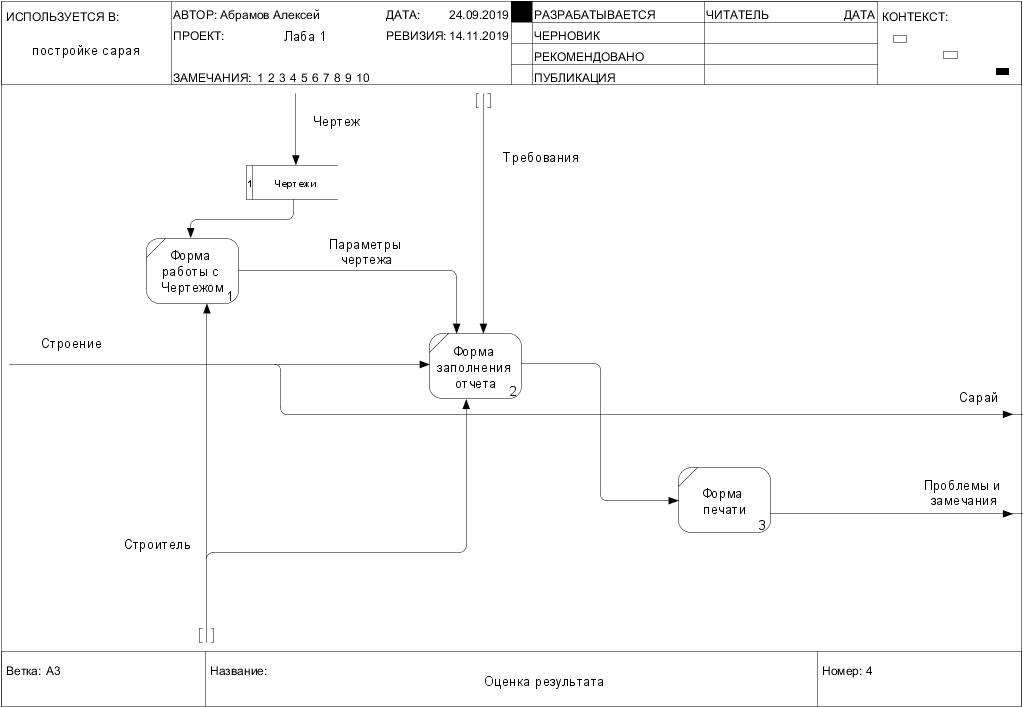 ИСПОЛЬЗУЕТСЯ В:
постройке сарая
АВТОР: Абрамов Алексей
ДАТА: 24.09.2019
ПРОЕКТ: Лаба 1
РЕВИЗИЯ: 14.11.2019
ЗАМЕЧАНИЯ: 1 2 3 4 5 6 7 8 9 10
РАЗРАБАТЫВАЕТСЯ
ЧЕРНОВИК
РЕКОМЕНДОВАНО
ПУБЛИКАЦИЯ
ЧИТАТЕЛЬ ДАТА
КОНТЕКСТ:
Чертеж
Требования
1 Чертежи
Форма
работы с
Чертежом
1
Параметры
чертежа
Строение
Форма
заполнения
отчета
2
Сарай
Форма
печати
3
Проблемы и
замечания
Строитель
Ветка: A3
Название:
Оценка результата
Номер: 4